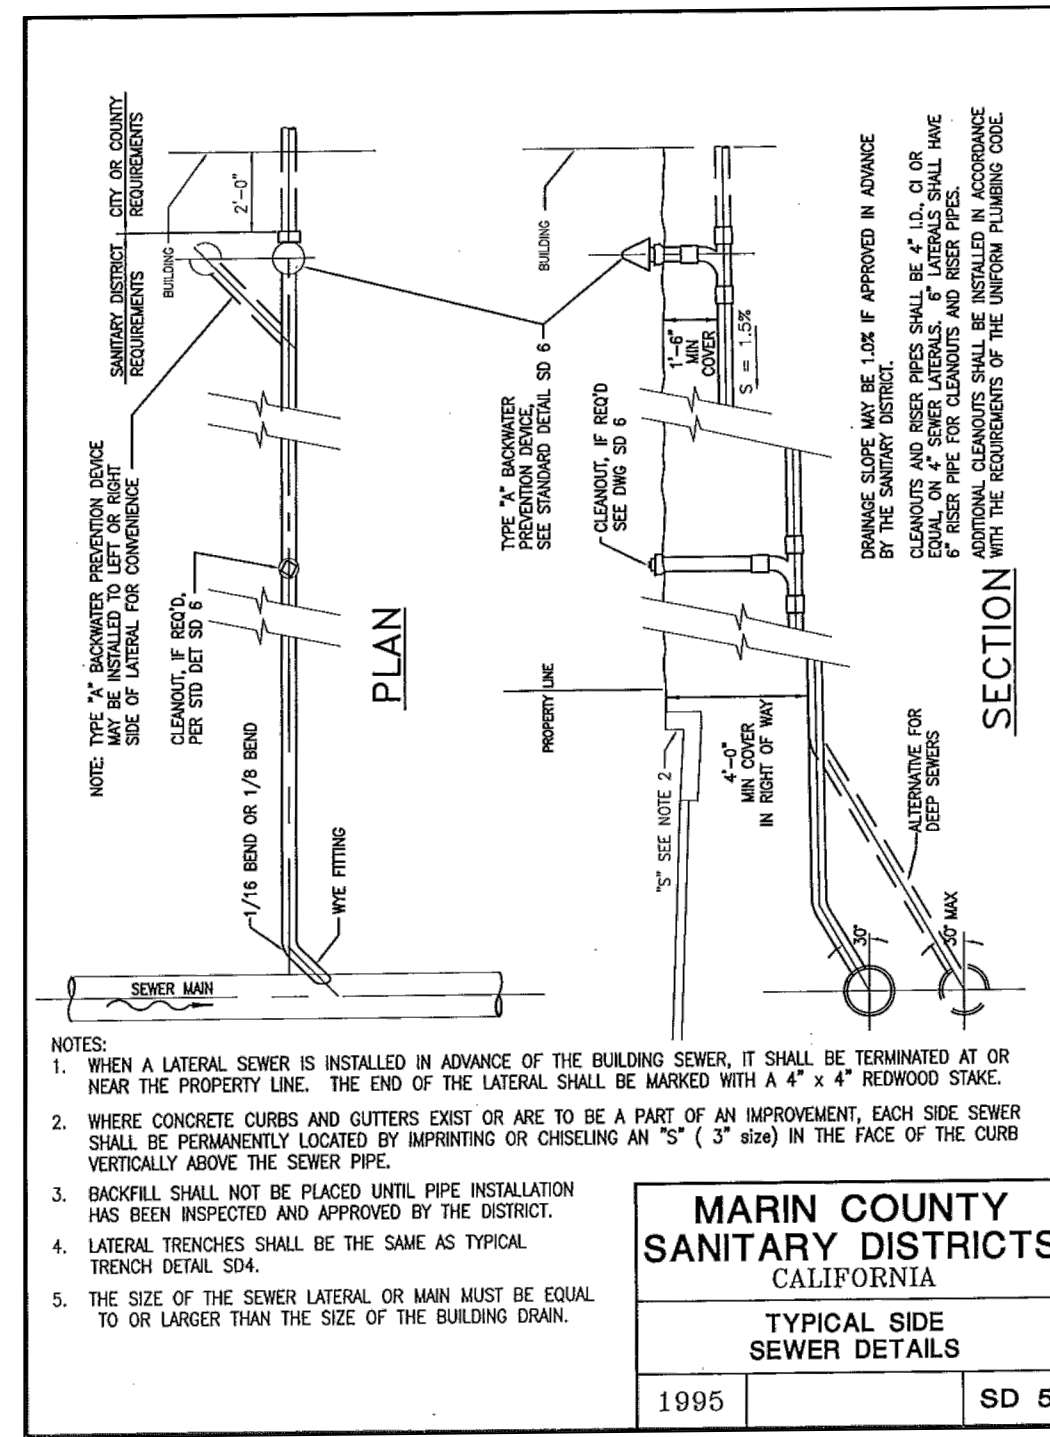 CITY OR COUNTY
REQUIREMENTS
SANITARY DISTRICT
REQUIREMENTS
BUILDING
2'-0"
NOTE: TYPE "A" BACKWATER PREVENTION DEVICE
MAY BE INSTALLED TO LEFT OR RIGHT
SIDE OF LATERAL FOR CONVENIENCE
CLEANOUT, IF REQ'D,
PER STD DET SD 6
1/16 BEND OR 1/8 BEND
WYE FITTING
SEWER MAIN
PLAN
BUILDING
TYPE "A" BACKWATER
PREVENTION DEVICE,
SEE STANDARD DETAIL SD 6
CLEANOUT, IF REQ'D
SEE DWG SD 6
1'-6"
MIN
COVER
S = 1.5%
PROPERTY LINE
"S" SEE NOTE 2
4'-0"
MIN COVER
IN RIGHT OF WAY
ALTERNATIVE FOR
DEEP SEWERS
30°
30° MAX
SECTION
DRAINAGE SLOPE MAY BE 1.0% IF APPROVED IN ADVANCE
BY THE SANITARY DISTRICT.
CLEANOUTS AND RISER PIPES SHALL BE 4" I.D., CI OR
EQUAL, ON 4" SEWER LATERALS. 6" LATERALS SHALL HAVE
6" RISER PIPE FOR CLEANOUTS AND RISER PIPES.
ADDITIONAL CLEANOUTS SHALL BE INSTALLED IN ACCORDANCE
WITH THE REQUIREMENTS OF THE UNIFORM PLUMBING CODE.
NOTES:
1. WHEN A LATERAL SEWER IS INSTALLED IN ADVANCE OF THE BUILDING SEWER, IT SHALL BE TERMINATED AT OR
NEAR THE PROPERTY LINE. THE END OF THE LATERAL SHALL BE MARKED WITH A 4" x 4" REDWOOD STAKE.
2. WHERE CONCRETE CURBS AND GUTTERS EXIST OR ARE TO BE A PART OF AN IMPROVEMENT, EACH SIDE SEWER
SHALL BE PERMANENTLY LOCATED BY IMPRINTING OR CHISELING AN "S" ( 3" size) IN THE FACE OF THE CURB
VERTICALLY ABOVE THE SEWER PIPE.
3. BACKFILL SHALL NOT BE PLACED UNTIL PIPE INSTALLATION
HAS BEEN INSPECTED AND APPROVED BY THE DISTRICT.
4. LATERAL TRENCHES SHALL BE THE SAME AS TYPICAL
TRENCH DETAIL SD4.
5. THE SIZE OF THE SEWER LATERAL OR MAIN MUST BE EQUAL
TO OR LARGER THAN THE SIZE OF THE BUILDING DRAIN.
MARIN COUNTY
SANITARY DISTRICTS
CALIFORNIA
TYPICAL SIDE
SEWER DETAILS
1995
SD 5